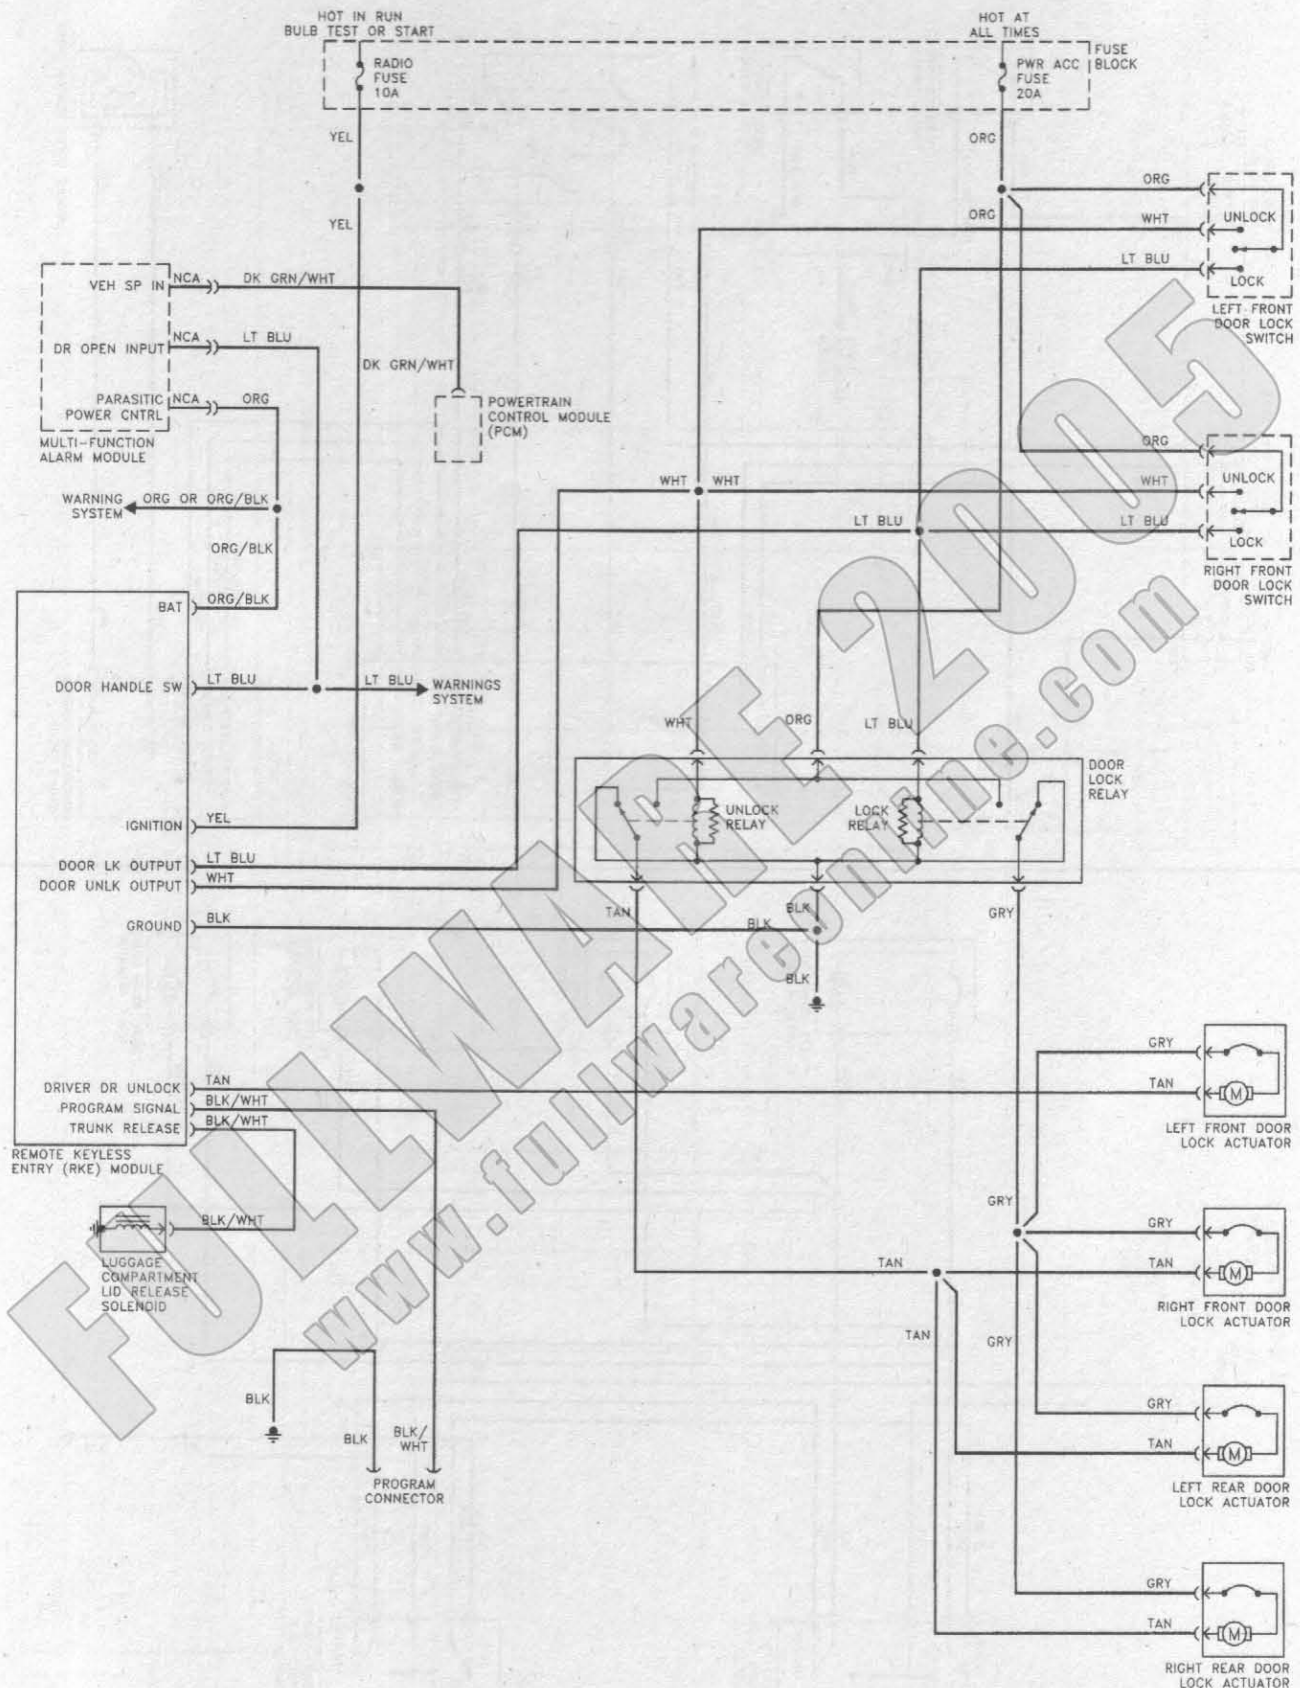 HOT IN RUN
BULB TEST OR START
HOT AT
ALL TIMES
RADIO
FUSE
10A
PWR ACC
FUSE
20A
FUSE
BLOCK
YEL
ORG
YEL
ORG
ORG
WHT
LT BLU
UNLOCK
LOCK
LEFT FRONT
DOOR LOCK
SWITCH
VEH SP IN
NCA
DK GRN/WHT
DR OPEN INPUT
NCA
LT BLU
DK GRN/WHT
PARASITIC
POWER CNTRL
NCA
ORG
MULTI-FUNCTION
ALARM MODULE
POWERTRAIN
CONTROL MODULE
(PCM)
WARNING
SYSTEM
ORG OR ORG/BLK
ORG/BLK
WHT
WHT
LT BLU
ORG
WHT
LT BLU
UNLOCK
LOCK
RIGHT FRONT
DOOR LOCK
SWITCH
BAT
ORG/BLK
DOOR HANDLE SW
LT BLU
LT BLU
WARNINGS
SYSTEM
WHT
ORG
LT BLU
DOOR
LOCK
RELAY
UNLOCK
RELAY
LOCK
RELAY
IGNITION
YEL
DOOR LK OUTPUT
LT BLU
DOOR UNLK OUTPUT
WHT
GROUND
BLK
TAN
BLK
BLK
GRY
BLK
DRIVER DR UNLOCK
TAN
PROGRAM SIGNAL
BLK/WHT
TRUNK RELEASE
BLK/WHT
REMOTE KEYLESS
ENTRY (RKE) MODULE
GRY
TAN
M
LEFT FRONT DOOR
LOCK ACTUATOR
BLK/WHT
LUGGAGE
COMPARTMENT
LID RELEASE
SOLENOID
GRY
GRY
TAN
TAN
M
RIGHT FRONT DOOR
LOCK ACTUATOR
TAN
GRY
BLK
BLK
BLK/
WHT
PROGRAM
CONNECTOR
GRY
TAN
M
LEFT REAR DOOR
LOCK ACTUATOR
GRY
TAN
M
RIGHT REAR DOOR
LOCK ACTUATOR
FULLWARE 2005
www.fullwareonline.com